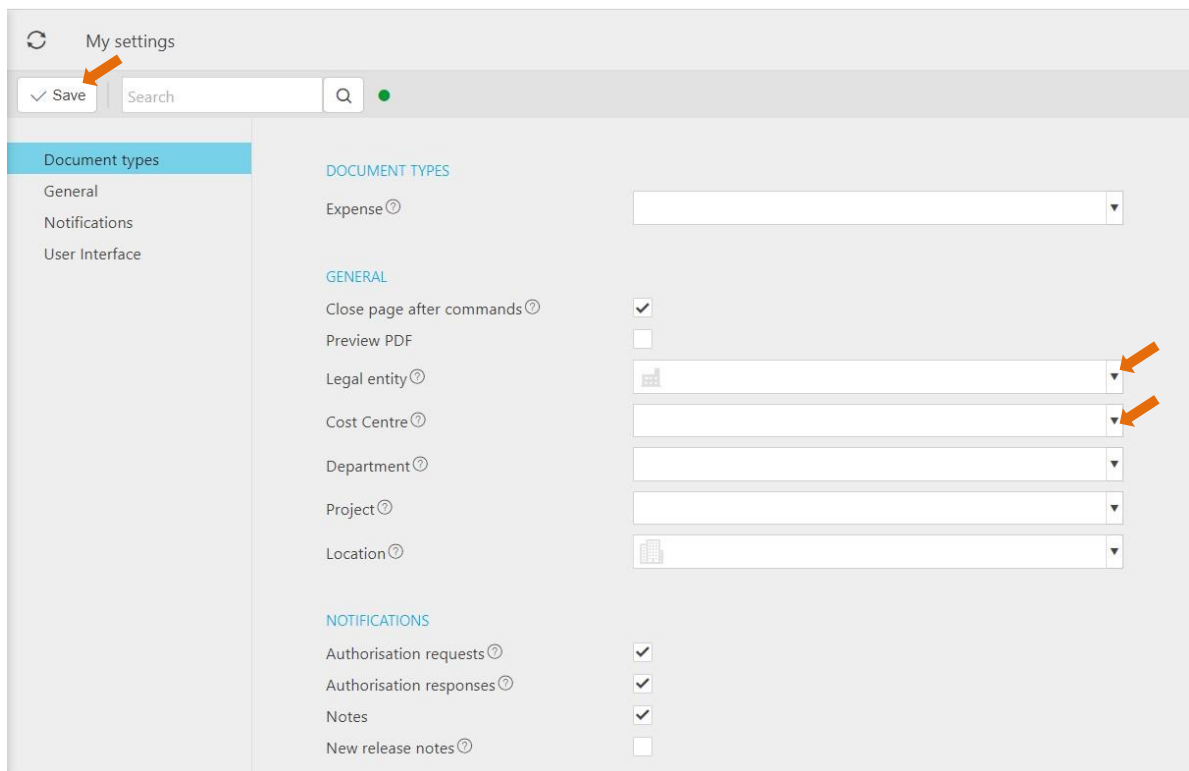 My settings
Save
Search
Document types
General
Notifications
User Interface
DOCUMENT TYPES
Expense
GENERAL
Close page after commands
Preview PDF
Legal entity
Cost Centre
Department
Project
Location
NOTIFICATIONS
Authorisation requests
Authorisation responses
Notes
New release notes